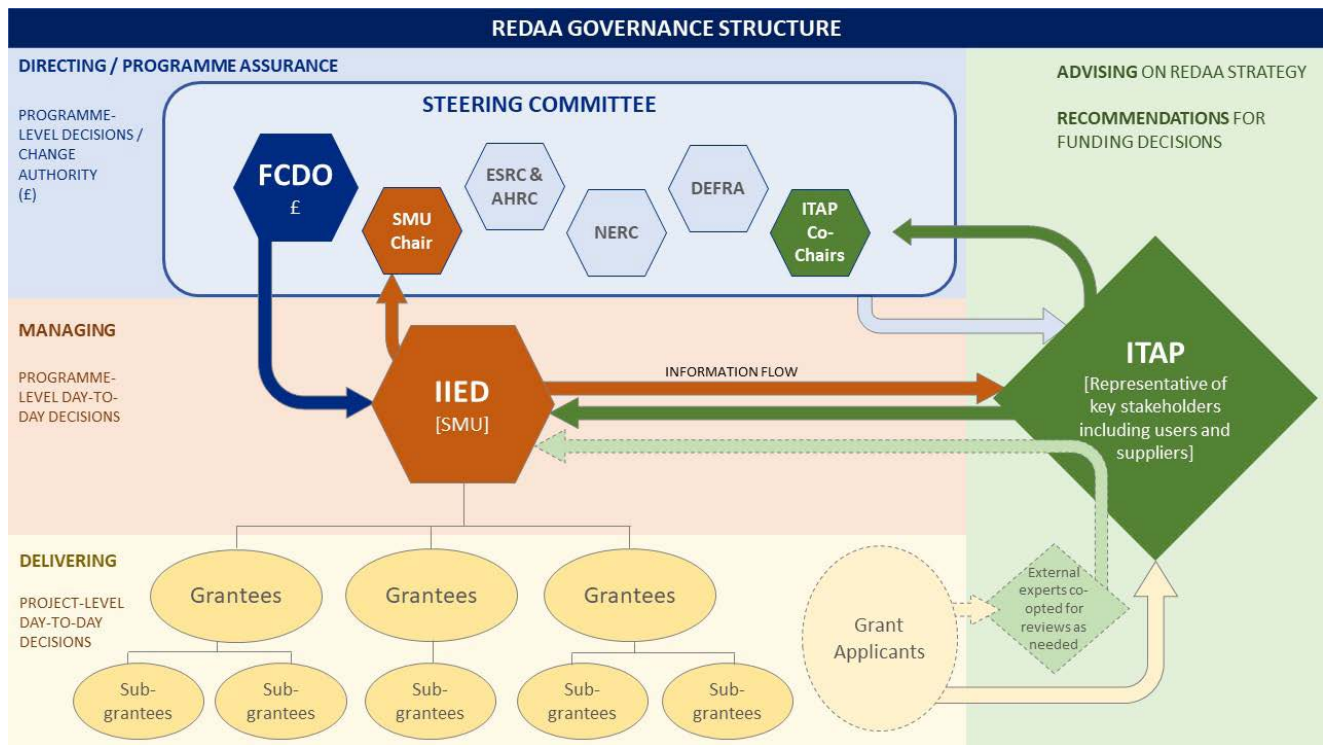 REDAA GOVERNANCE STRUCTURE
DIRECTING / PROGRAMME ASSURANCE
PROGRAMME-
LEVEL DECISIONS /
CHANGE
AUTHORITY
(£)
STEERING COMMITTEE
FCDO
£
SMU
Chair
ESRC &
AHRC
NERC
DEFRA
ITAP
Co-
Chairs
ADVISING ON REDAA STRATEGY
RECOMMENDATIONS FOR
FUNDING DECISIONS
MANAGING
PROGRAMME-
LEVEL DAY-TO-
DAY DECISIONS
IIED
[SMU]
INFORMATION FLOW
ITAP
[Representative of
key stakeholders
including users and
suppliers]
DELIVERING
PROJECT-LEVEL
DAY-TO-DAY
DECISIONS
Grantees
Grantees
Grantees
Sub-
grantees
Sub-
grantees
Sub-
grantees
Sub-
grantees
Sub-
grantees
Grant
Applicants
External
experts co-
opted for
reviews as
needed